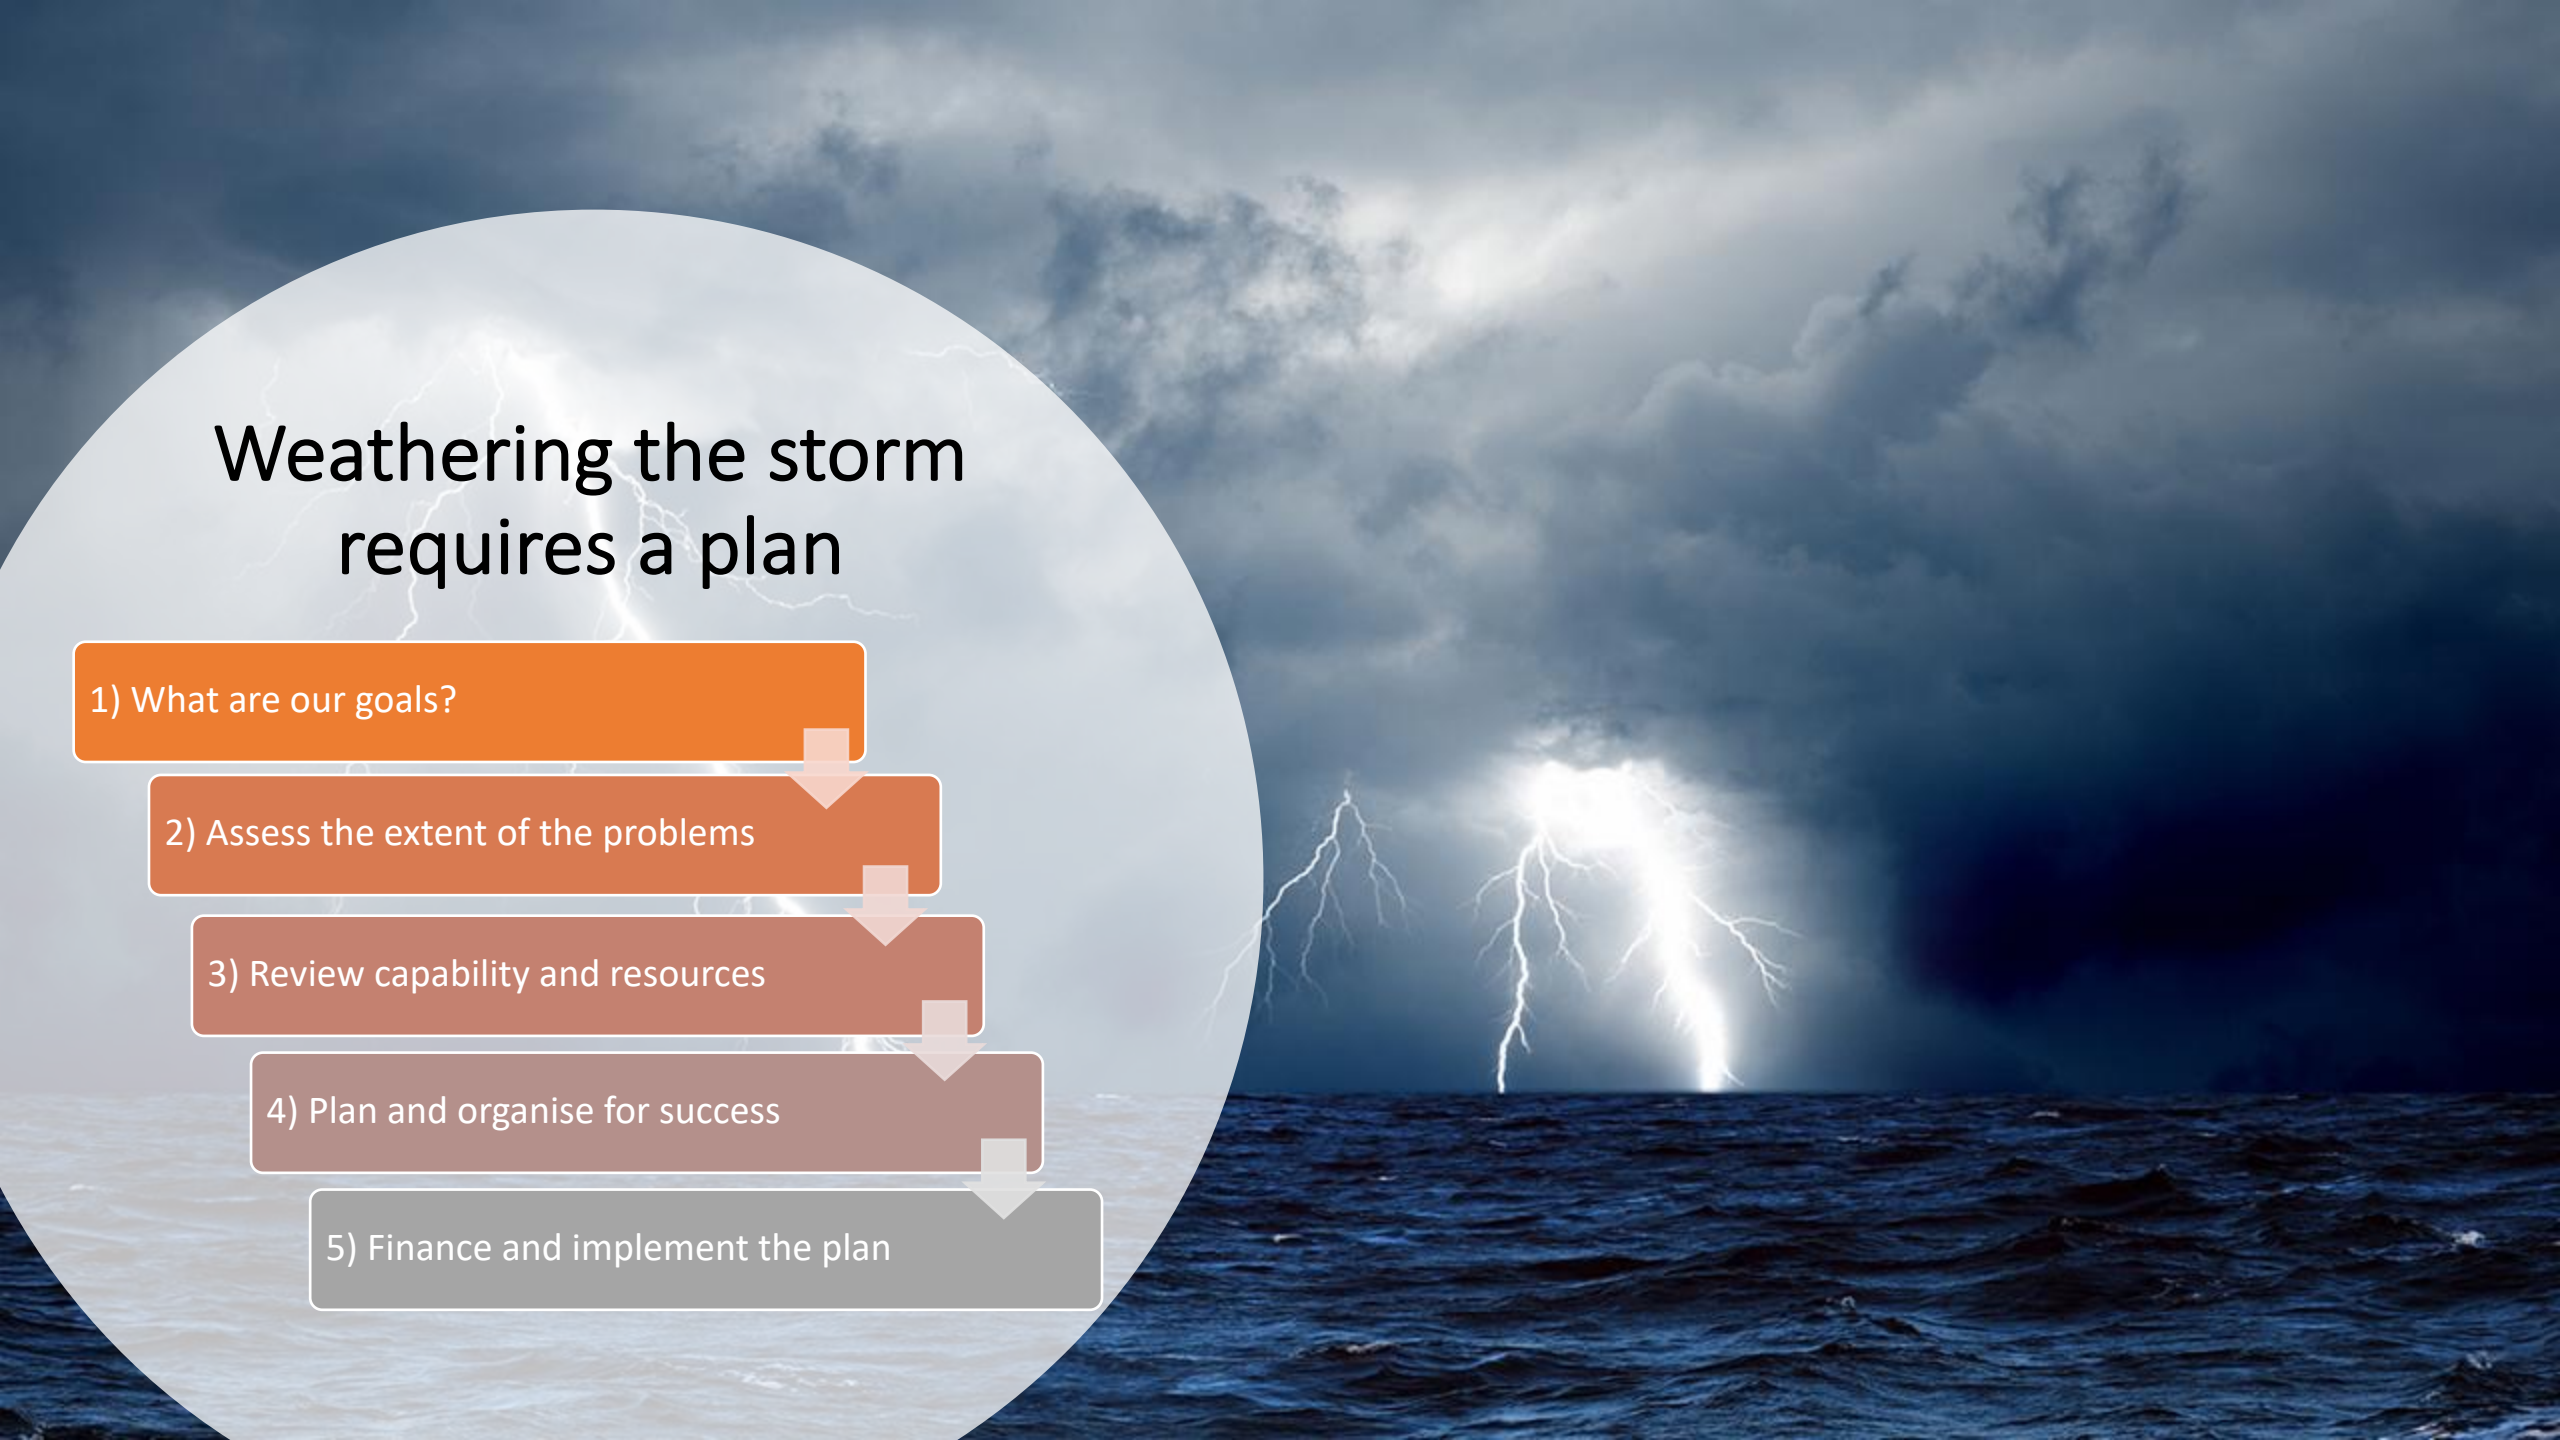 Weathering the storm
requires a plan
1) What are our goals?
2) Assess the extent of the problems
3) Review capability and resources
4) Plan and organise for success
5) Finance and implement the plan